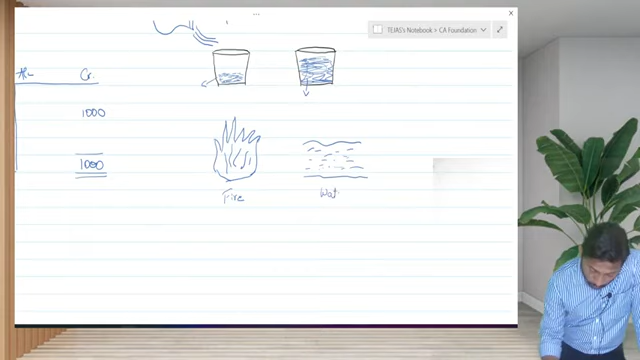 TEJAS's Notebook > CA Foundation
Cr.
1000
1000
Fire
Wat